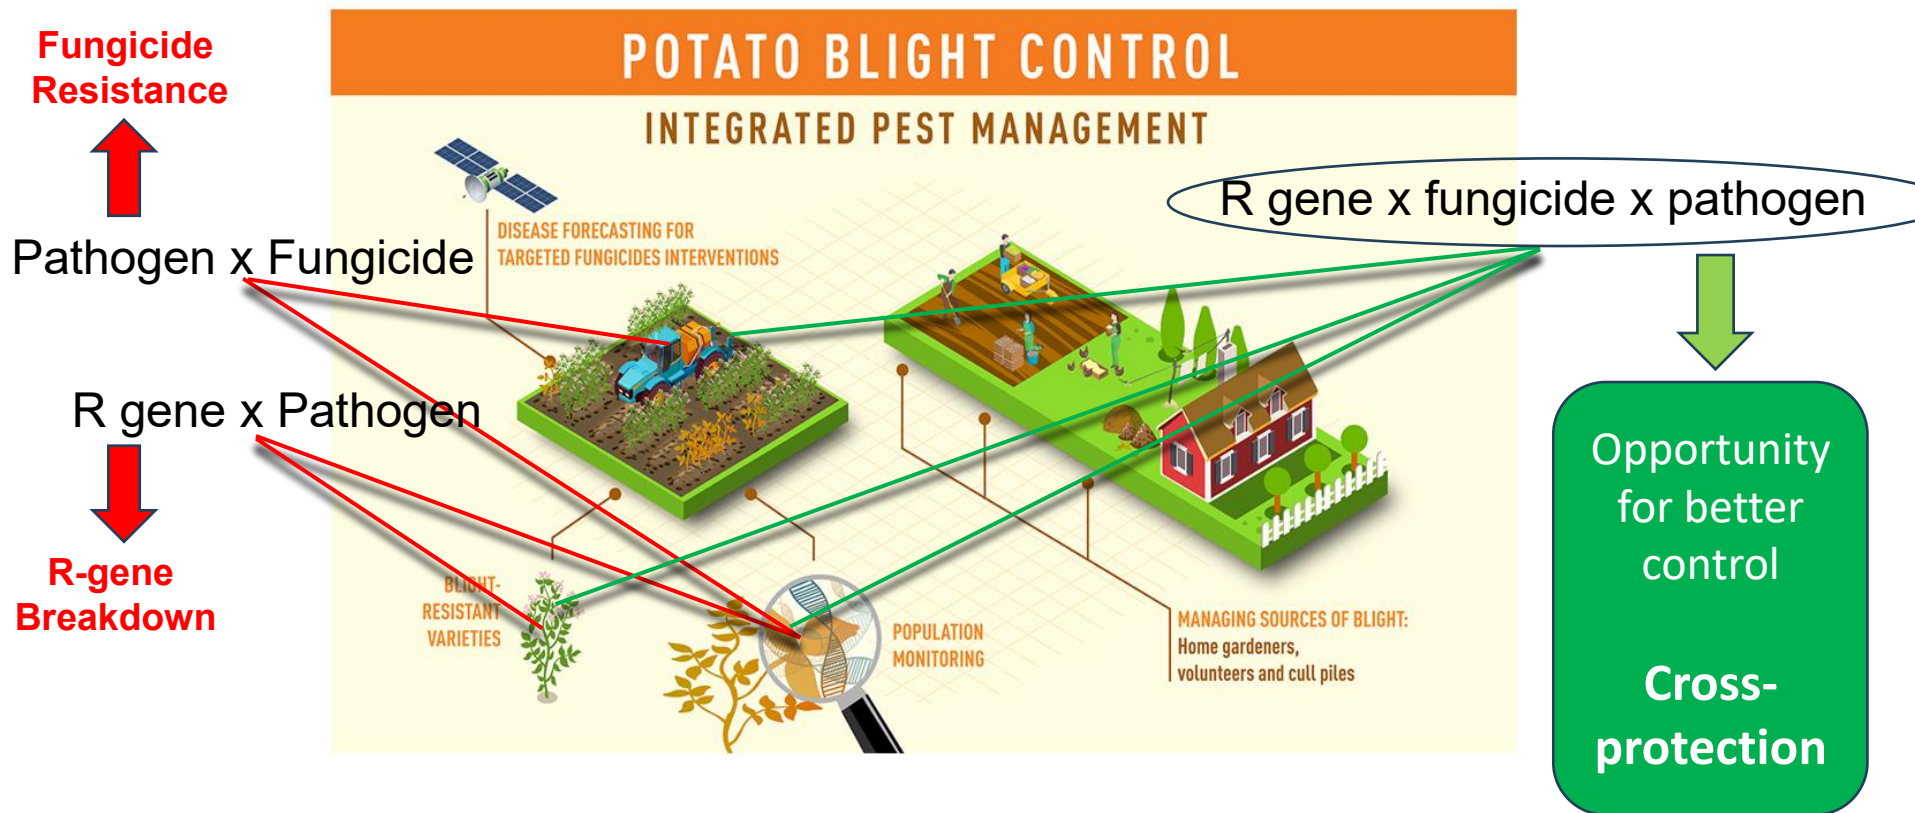 Fungicide
Resistance
POTATO BLIGHT CONTROL
INTEGRATED PEST MANAGEMENT
R gene x fungicide x pathogen
DISEASE FORECASTING FOR
TARGETED FUNGICIDES INTERVENTIONS
Pathogen x Fungicide
R gene x Pathogen
R-gene
Breakdown
BLIGHT-
RESISTANT
VARIETIES
POPULATION
MONITORING
MANAGING SOURCES OF BLIGHT:
Home gardeners,
volunteers and cull piles
Opportunity
for better
control
Cross-
protection